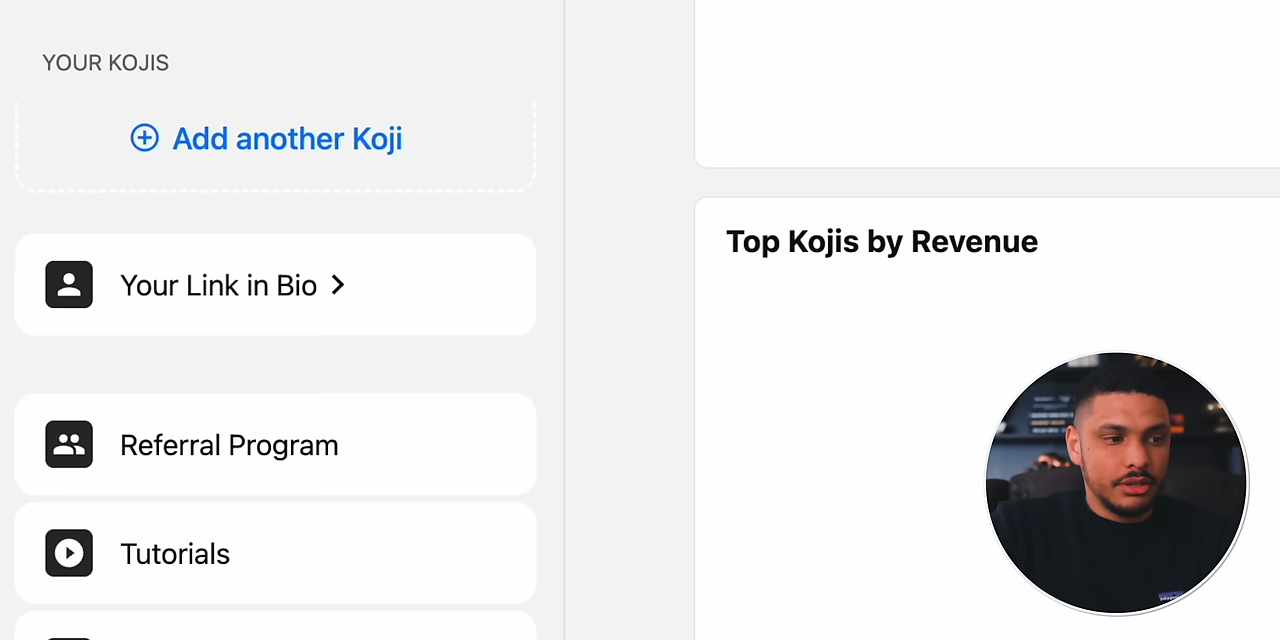 YOUR KOJIS
Add another Koji
Your Link in Bio
Referral Program
Tutorials
Top Kojis by Revenue